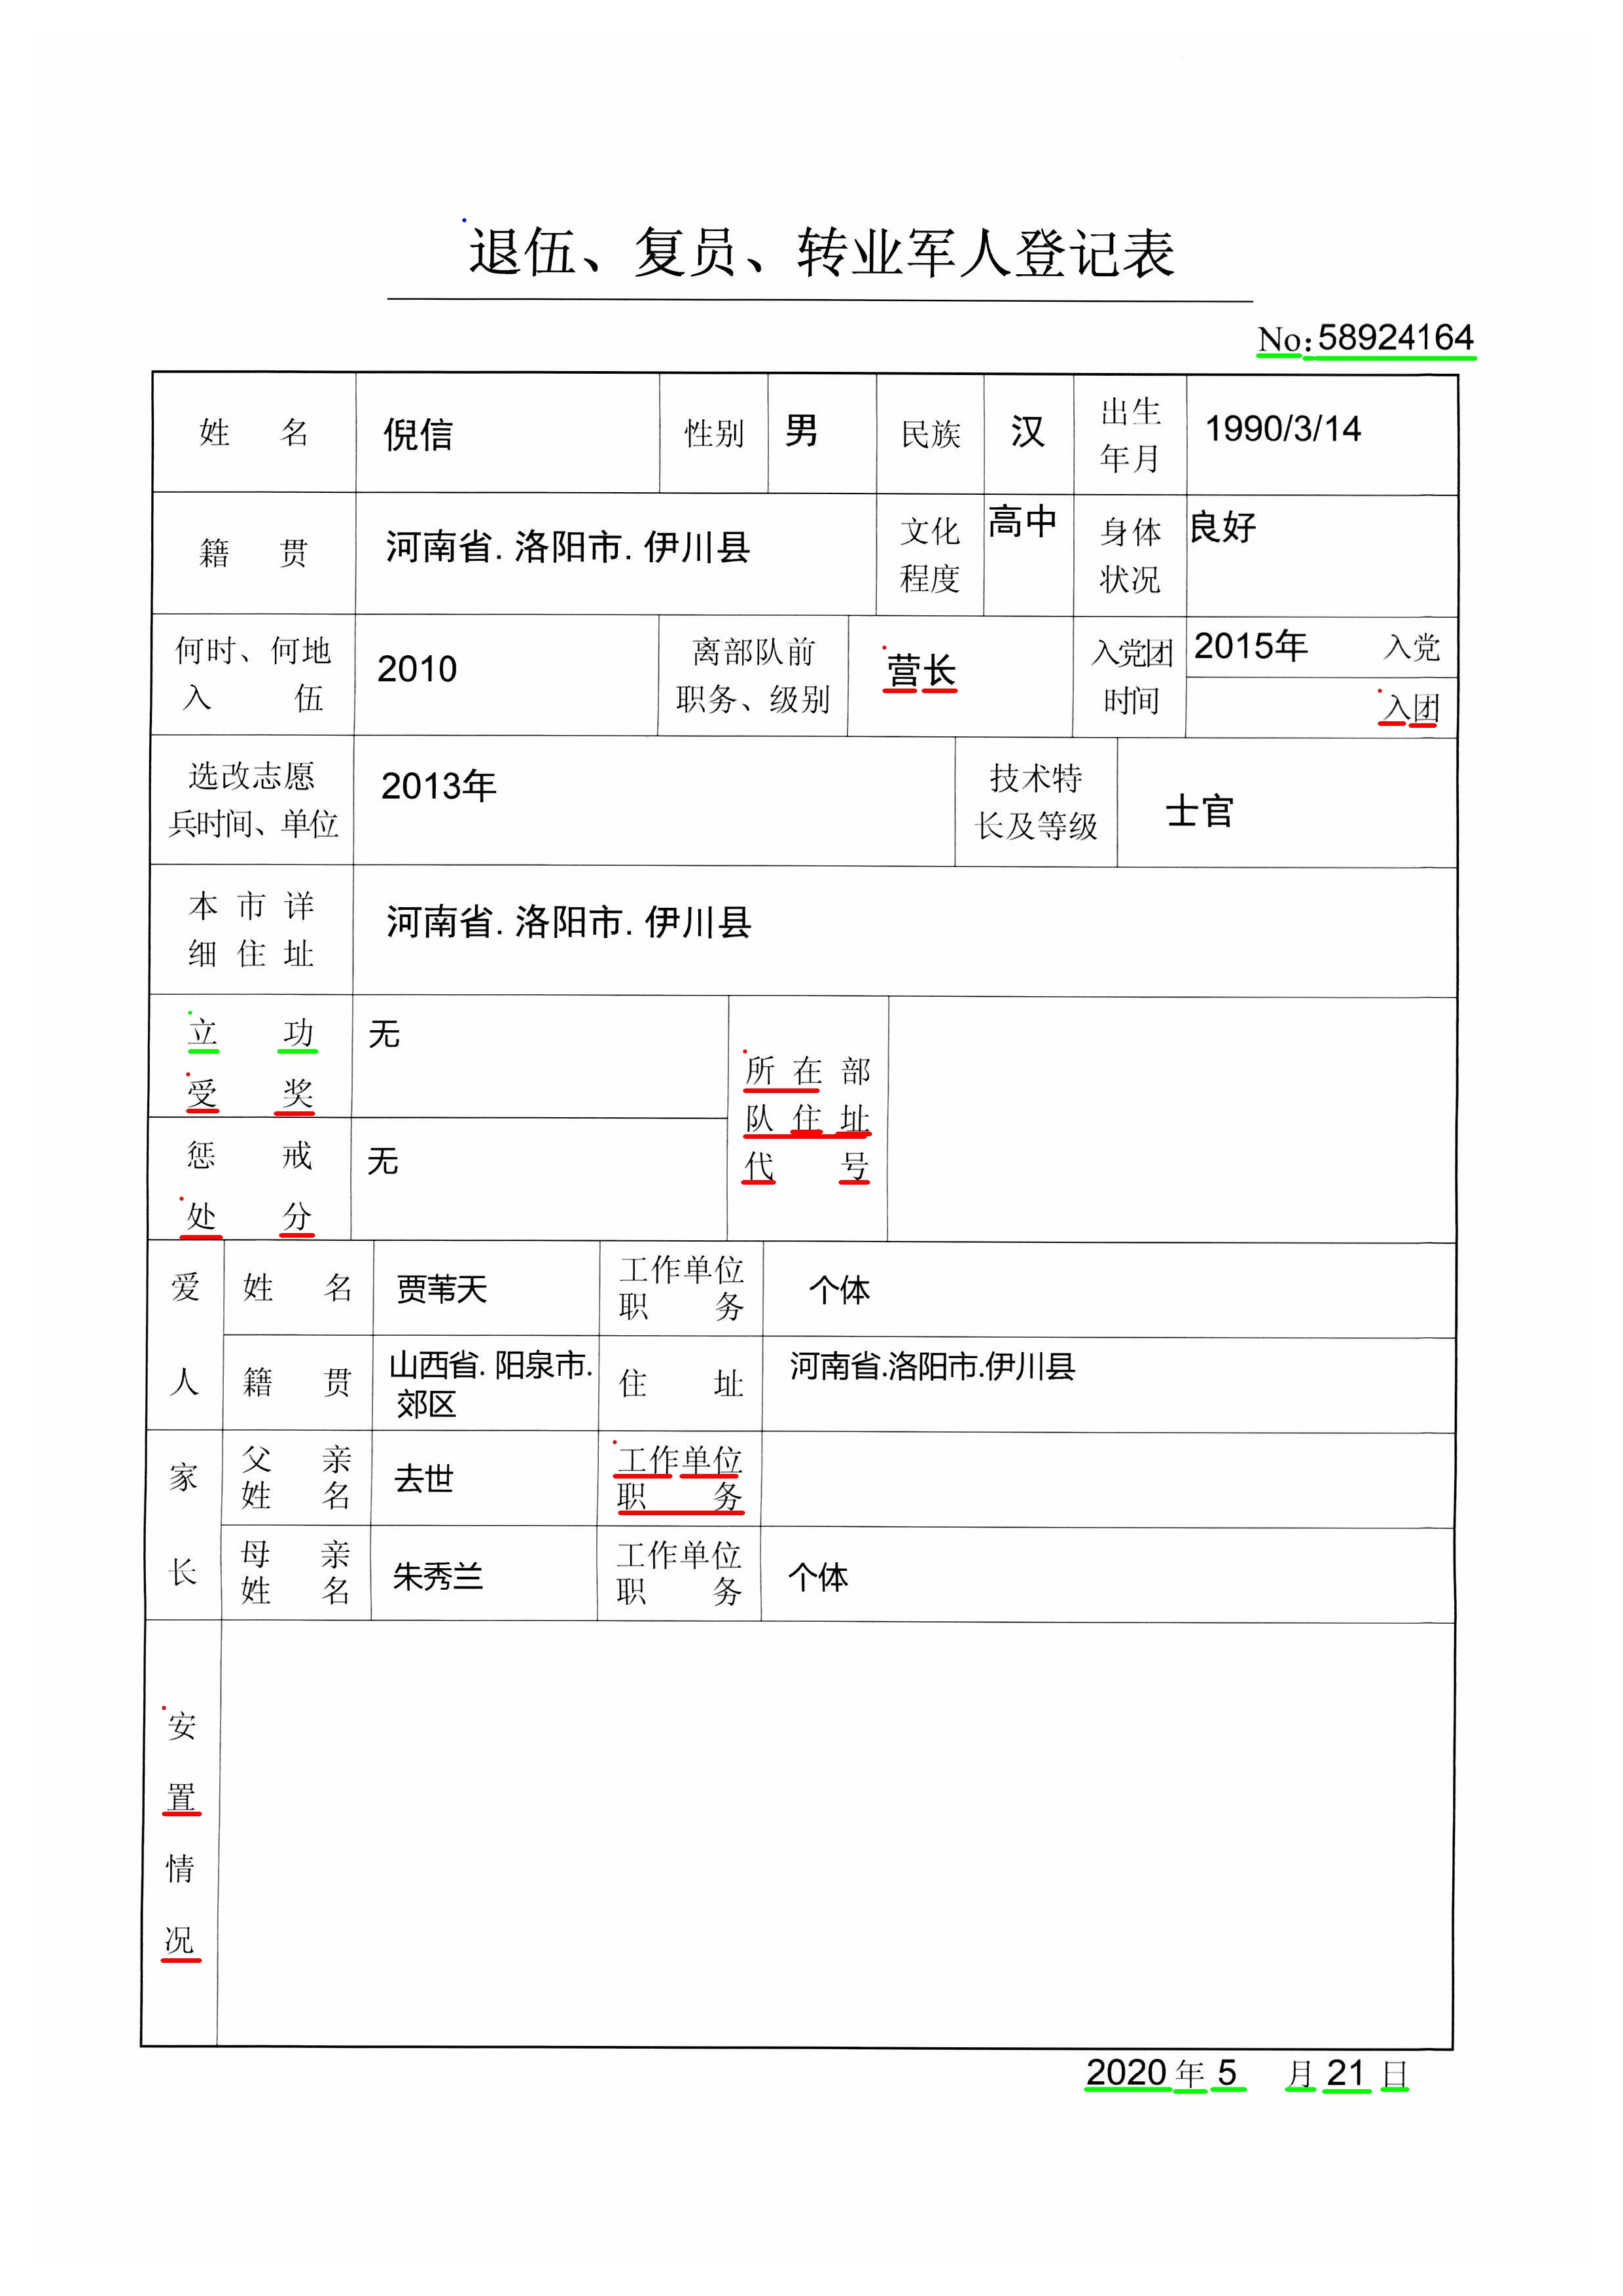 退伍、复员、转业军人登记表
No:58924164
姓 名 倪信 性别 男 民族 汉 出生年月 1990/3/14
籍 贯 河南省. 洛阳市. 伊川县 文化程度 高中 身体状况 良好
何时、何地入 伍 2010 离部队前职务、级别 营长 入党团时间 2015年 入党
入团
选改志愿兵时间、单位 2013年 技术特长及等级 士官
本市详细住址 河南省. 洛阳市. 伊川县
立 功受 奖 无 所在部队住址代 号
惩 戒处 分 无
爱人 姓 名 贾苇天 工作单位职 务 个体
籍 贯 山西省. 阳泉市. 郊区 住 址 河南省.洛阳市.伊川县
家长 父亲姓名 去世 工作单位职 务
母亲姓名 朱秀兰 工作单位职 务 个体
安置情况
2020 年 5 月 21 日